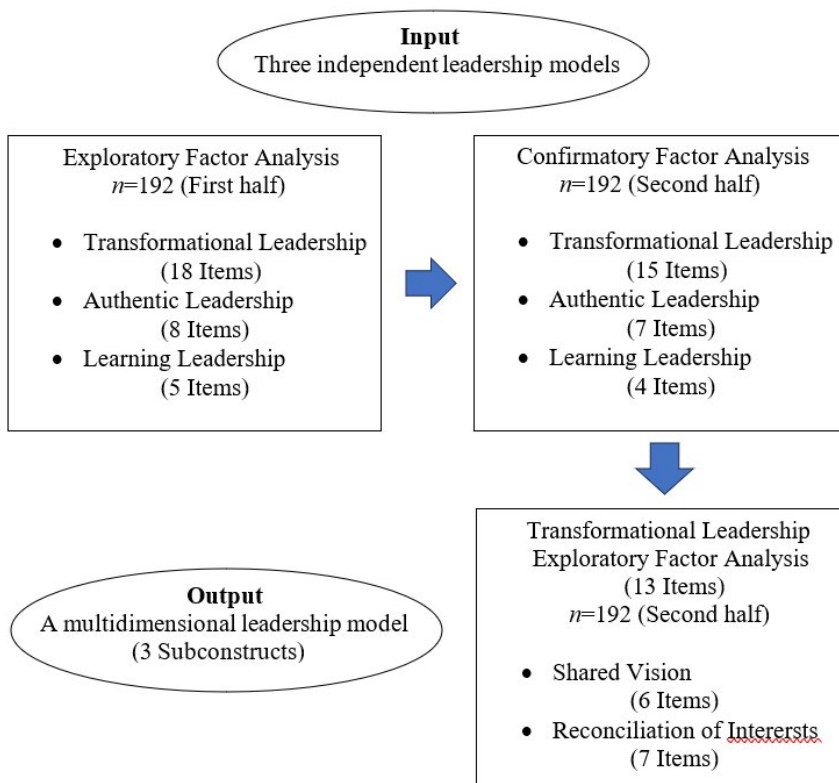 Input
Three independent leadership models
Exploratory Factor Analysis
n=192 (First half)
• Transformational Leadership
(18 Items)
• Authentic Leadership
(8 Items)
• Learning Leadership
(5 Items)
Confirmatory Factor Analysis
n=192 (Second half)
• Transformational Leadership
(15 Items)
• Authentic Leadership
(7 Items)
• Learning Leadership
(4 Items)
Transformational Leadership
Exploratory Factor Analysis
(13 Items)
n=192 (Second half)
• Shared Vision
(6 Items)
• Reconciliation of Interersts
(7 Items)
Output
A multidimensional leadership model
(3 Subconstructs)